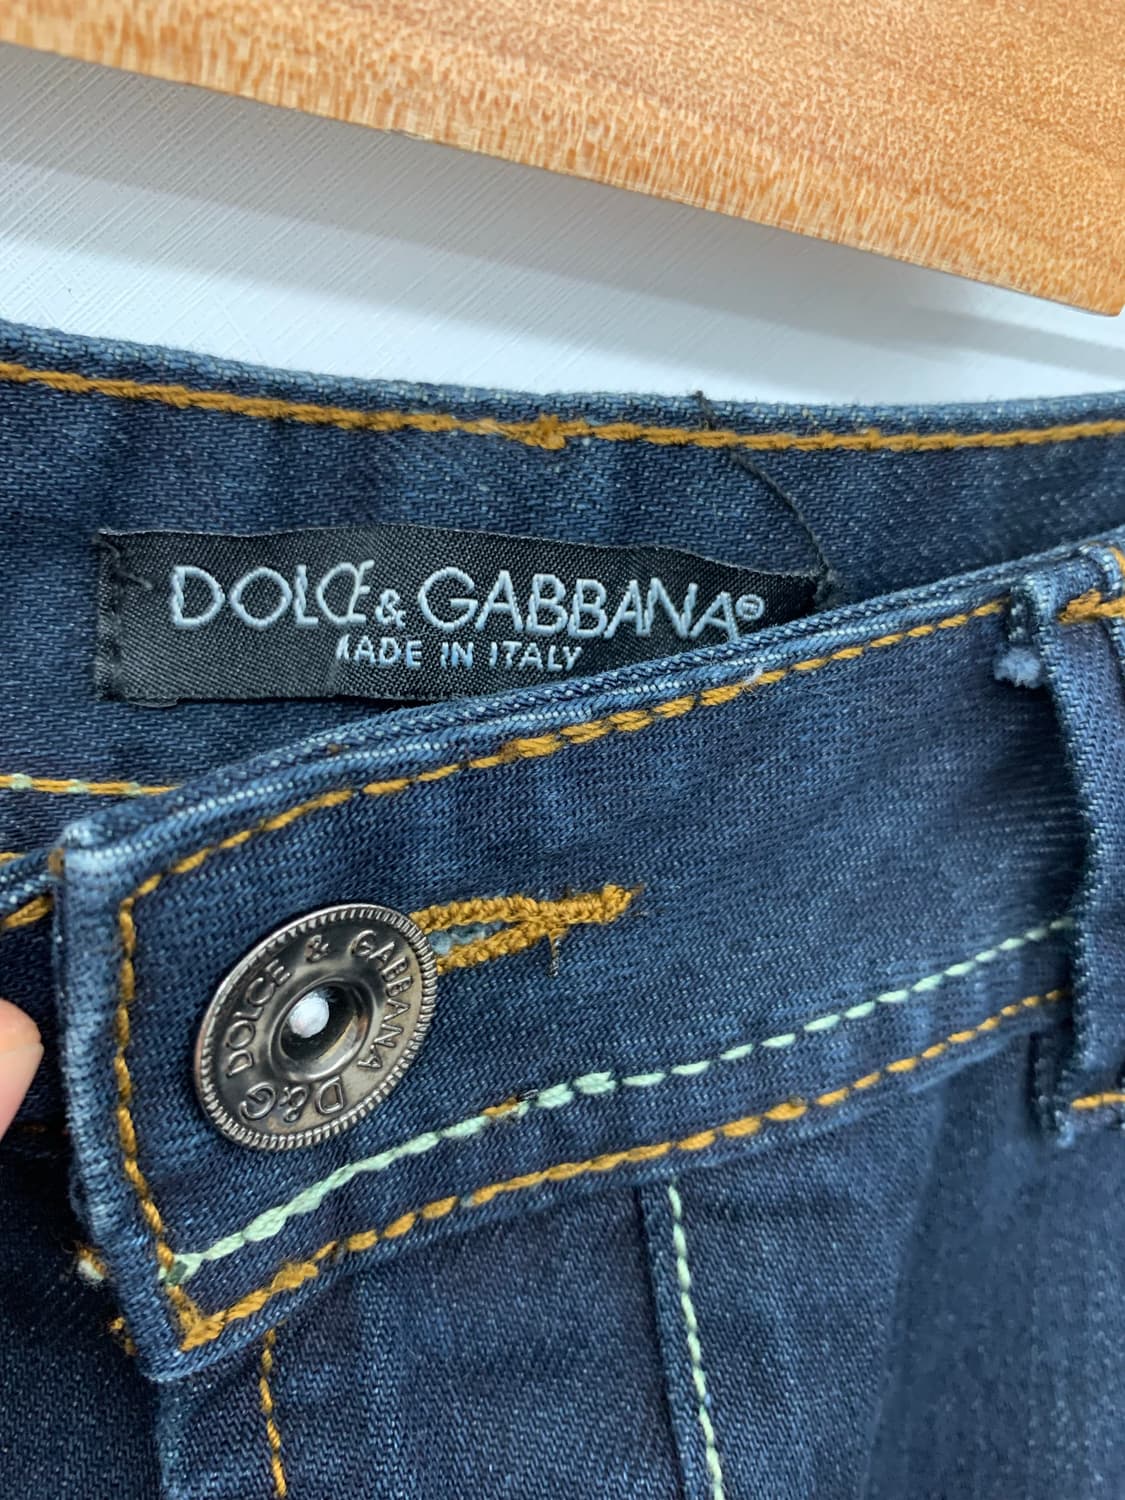 DOLCE & GABBANA®
MADE IN ITALY
DOLCE & GABBANA
D&G